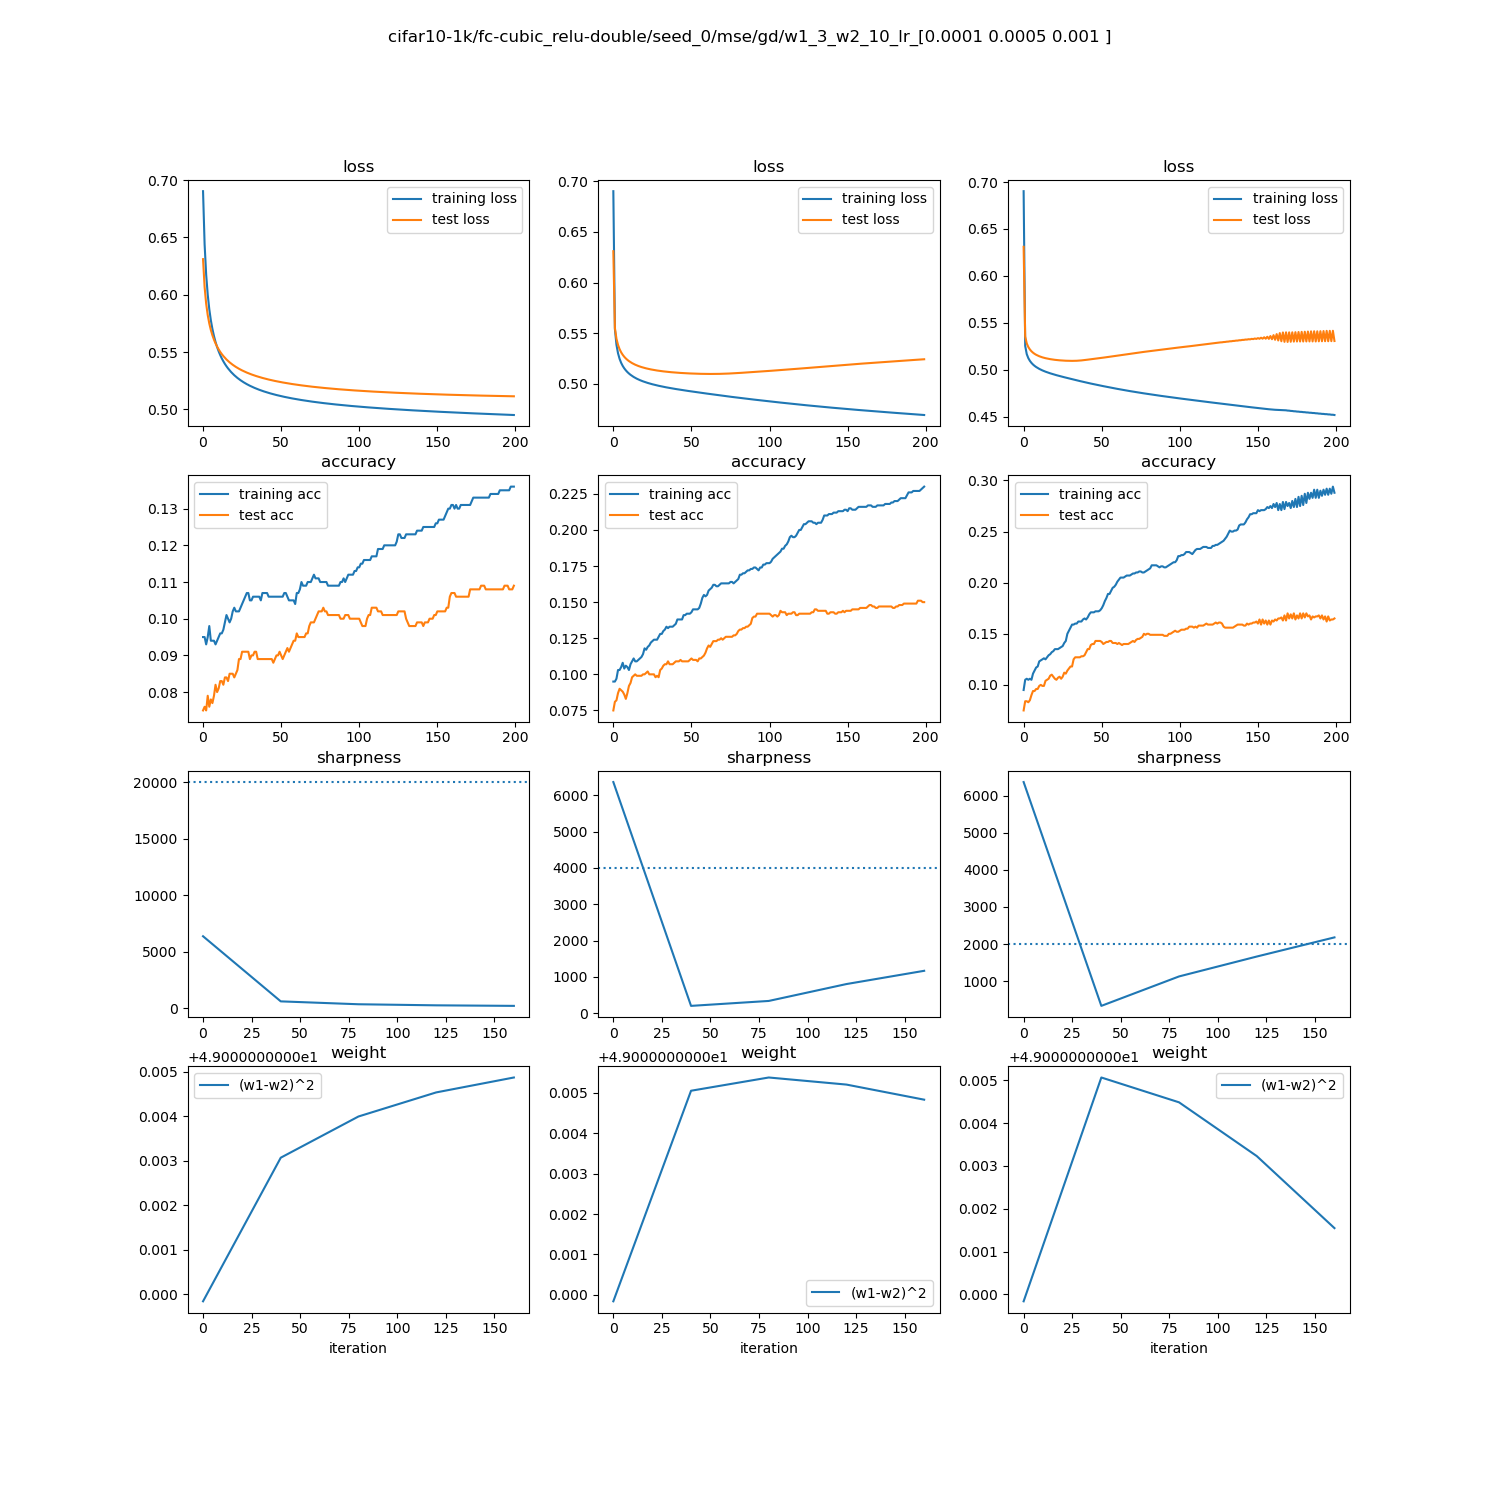 cifar10-1k/fc-cubic_relu-double/seed_0/mse/gd/w1_3_w2_10_lr_[0.0001 0.0005 0.001 ]
loss
loss
loss
0.70
0.65
0.60
0.55
0.50
training loss
test loss
0 50 100 150 200
0.70
0.65
0.60
0.55
0.50
training loss
test loss
0 50 100 150 200
0.70
0.65
0.60
0.55
0.50
0.45
training loss
test loss
0 50 100 150 200
accuracy
accuracy
accuracy
0.13
0.12
0.11
0.10
0.09
0.08
training acc
test acc
0 50 100 150 200
0.225
0.200
0.175
0.150
0.125
0.100
0.075
training acc
test acc
0 50 100 150 200
0.30
0.25
0.20
0.15
0.10
training acc
test acc
0 50 100 150 200
sharpness
sharpness
sharpness
20000
15000
10000
5000
0
0 25 50 75 100 125 150
6000
5000
4000
3000
2000
1000
0
0 25 50 75 100 125 150
6000
5000
4000
3000
2000
1000
0 25 50 75 100 125 150
+4.9000000000e1 weight
+4.9000000000e1 weight
+4.9000000000e1 weight
0.005
0.004
0.003
0.002
0.001
0.000
(w1-w2)^2
0 25 50 75 100 125 150
iteration
0.005
0.004
0.003
0.002
0.001
0.000
(w1-w2)^2
0 25 50 75 100 125 150
iteration
0.005
0.004
0.003
0.002
0.001
0.000
(w1-w2)^2
0 25 50 75 100 125 150
iteration